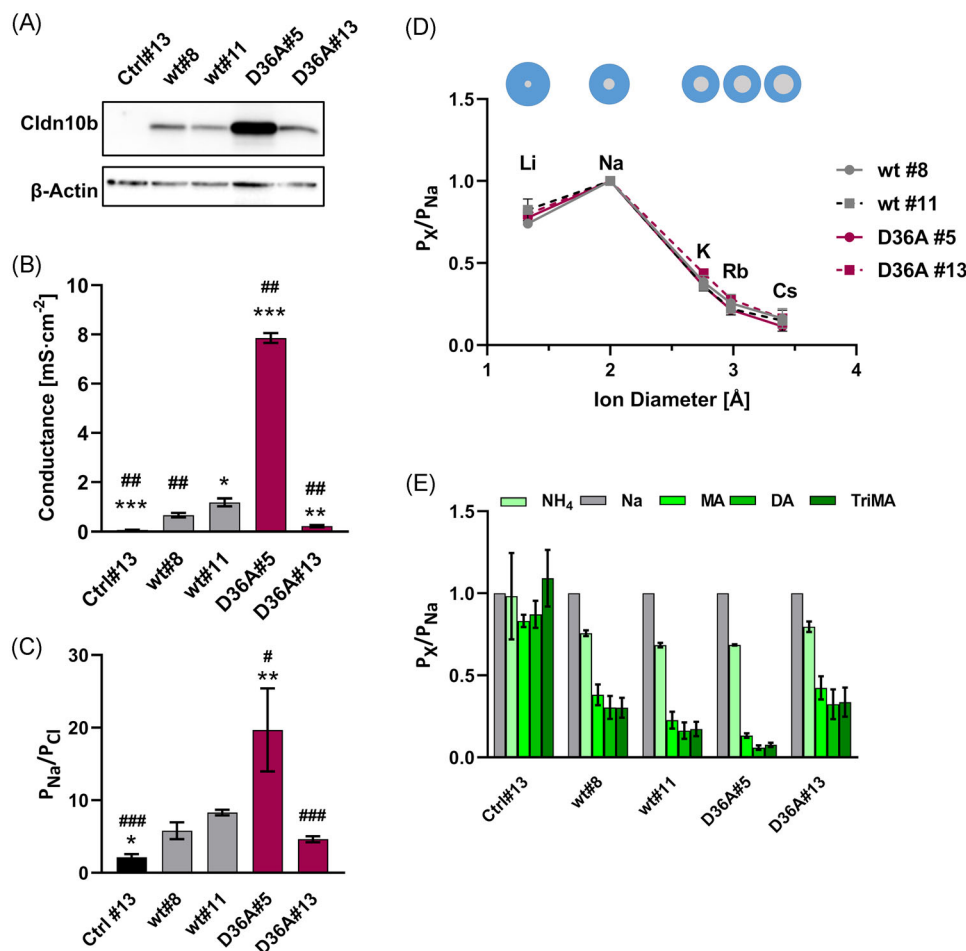 (A)
Ctrl#13 wt#8 wt#11 D36A#5 D36A#13
Cldn10b
β-Actin
(B)
Conductance [mS·cm⁻²]
10
8
6
4
2
0
## ## ## ##
*** * *** **
Ctrl#13 wt#8 wt#11 D36A#5 D36A#13
(C)
P_Na/P_Cl
30
20
10
0
### # ###
* **
Ctrl #13 wt#8 wt#11 D36A#5 D36A#13
(D)
P_X/P_Na
1.5
1.0
0.5
0.0
Li Na K Rb Cs
1 2 3 4
Ion Diameter [Å]
wt #8
wt #11
D36A #5
D36A #13
(E)
NH₄ Na MA DA TriMA
P_X/P_Na
1.5
1.0
0.5
0.0
Ctrl#13 wt#8 wt#11 D36A#5 D36A#13